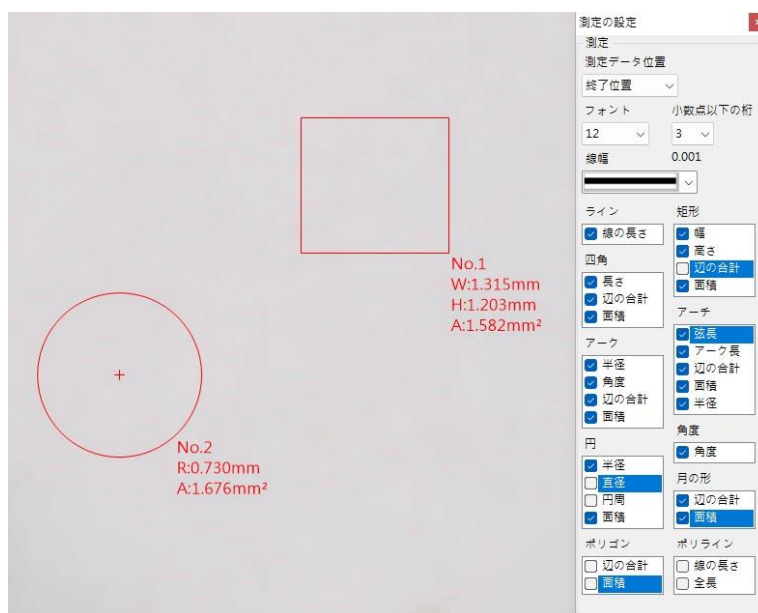 No.1
W:1.315mm
H:1.203mm
A:1.582mm²
No.2
R:0.730mm
A:1.676mm²
測定の設定
測定
測定データ位置
終了位置
フォント
小数点以下の桁
12
3
線幅
0.001
ライン
線の長さ
四角
長さ
辺の合計
面積
アーク
半径
角度
辺の合計
面積
円
半径
直径
円周
面積
ポリゴン
辺の合計
面積
矩形
幅
高さ
辺の合計
面積
アーチ
弦長
アーク長
辺の合計
面積
半径
角度
角度
月の形
辺の合計
面積
ポリライン
線の長さ
全長